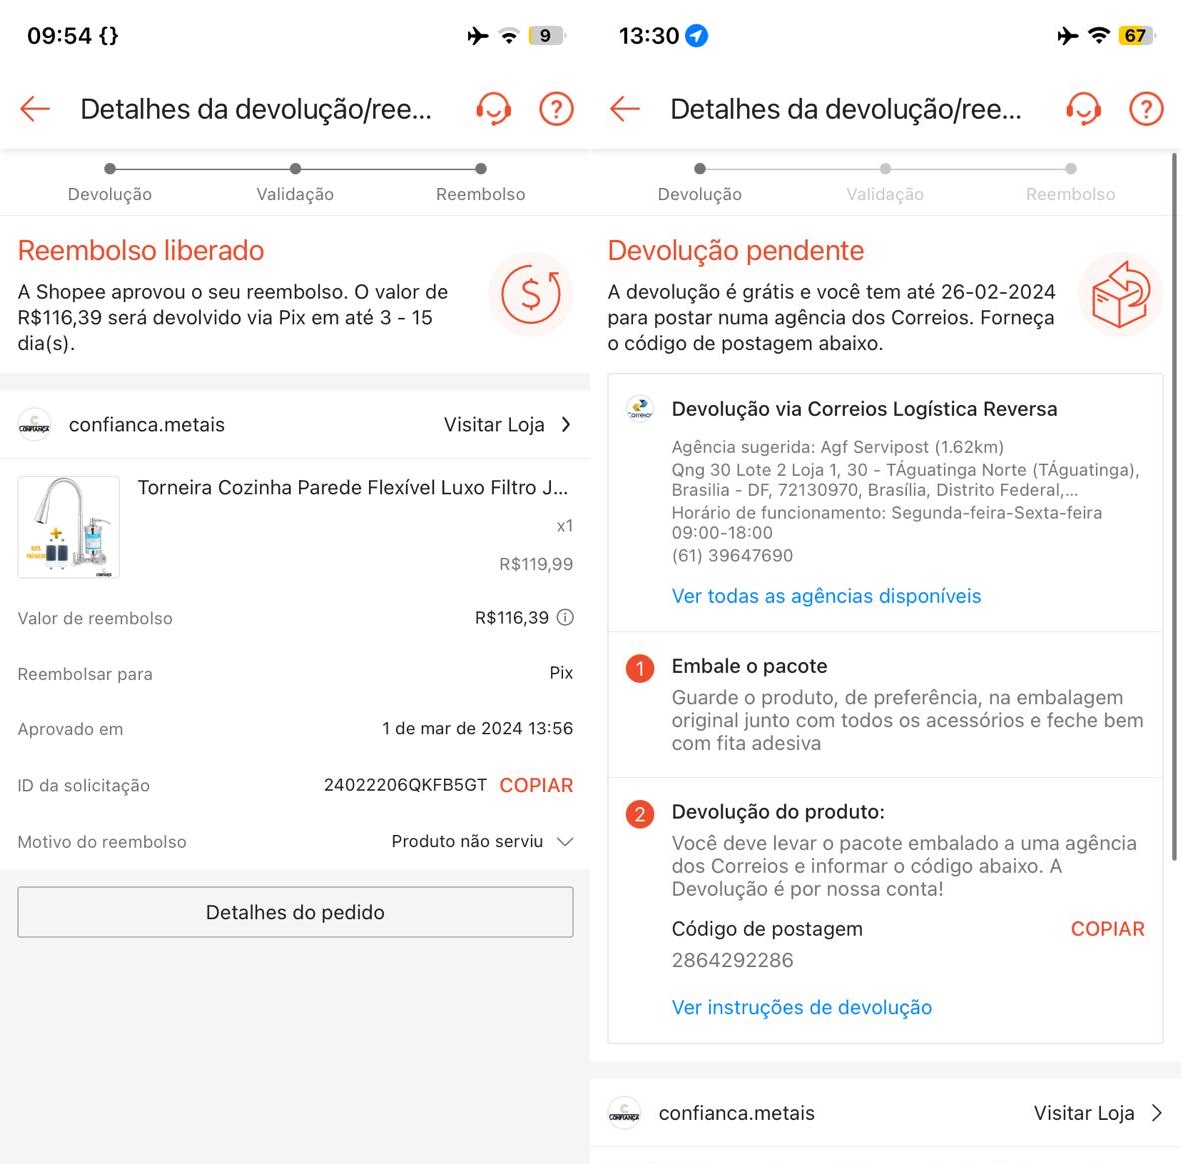 09:54 {}
9
Detalhes da devolução/ree...
?
Devolução
Validação
Reembolso
Reembolso liberado
A Shopee aprovou o seu reembolso. O valor de
R$116,39 será devolvido via Pix em até 3 - 15
dia(s).
$
CONFIANÇA
confianca.metais
Visitar Loja
Torneira Cozinha Parede Flexível Luxo Filtro J...
x1
R$119,99
Valor de reembolso
R$116,39
Reembolsar para
Pix
Aprovado em
1 de mar de 2024 13:56
ID da solicitação
24022206QKFB5GT COPIAR
Motivo do reembolso
Produto não serviu
Detalhes do pedido
13:30
67
Detalhes da devolução/ree...
?
Devolução
Validação
Reembolso
Devolução pendente
A devolução é grátis e você tem até 26-02-2024
para postar numa agência dos Correios. Forneça
o código de postagem abaixo.
Correios
Devolução via Correios Logística Reversa
Agência sugerida: Agf Servipost (1.62km)
Qng 30 Lote 2 Loja 1, 30 - TÁguatinga Norte (TÁguatinga),
Brasilia - DF, 72130970, Brasília, Distrito Federal,...
Horário de funcionamento: Segunda-feira-Sexta-feira
09:00-18:00
(61) 39647690
Ver todas as agências disponíveis
1
Embale o pacote
Guarde o produto, de preferência, na embalagem
original junto com todos os acessórios e feche bem
com fita adesiva
2
Devolução do produto:
Você deve levar o pacote embalado a uma agência
dos Correios e informar o código abaixo. A
Devolução é por nossa conta!
Código de postagem
COPIAR
2864292286
Ver instruções de devolução
CONFIANÇA
confianca.metais
Visitar Loja